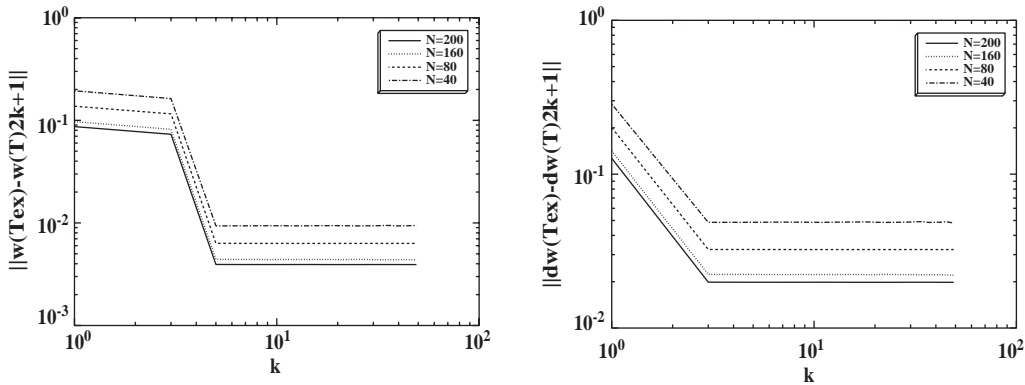 ||w(Tex)-w(T)2k+1||
10^0
10^-1
10^-2
10^-3
N=200
N=160
N=80
N=40
10^0
10^1
10^2
k
||dw(Tex)-dw(T)2k+1||
10^0
10^-1
10^-2
N=200
N=160
N=80
N=40
10^0
10^1
10^2
k